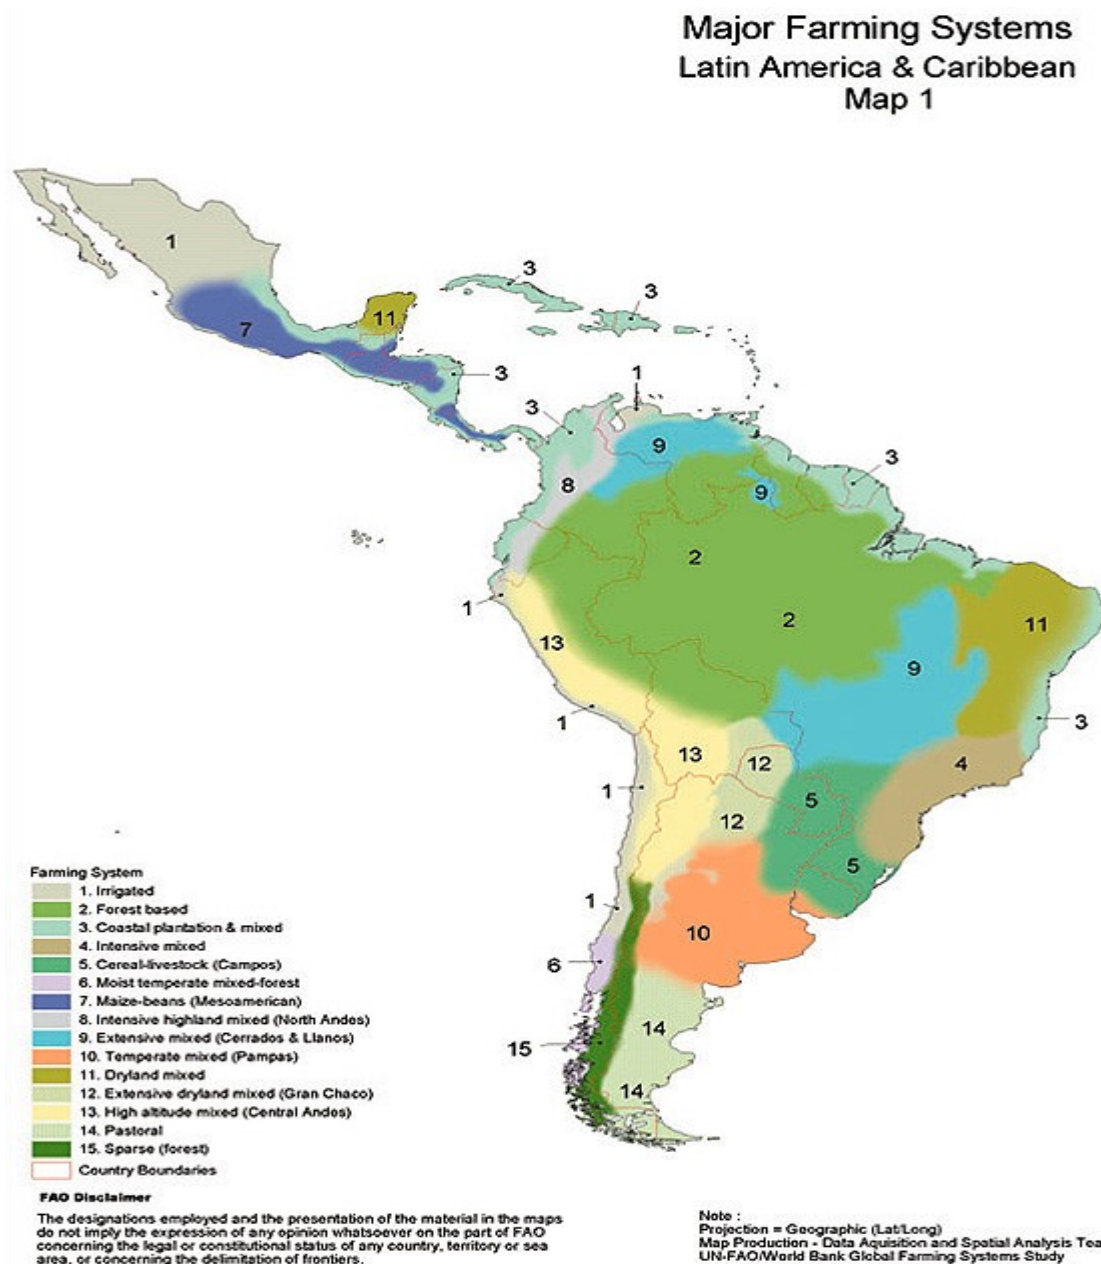 Major Farming Systems
Latin America & Caribbean
Map 1
1
3
3
11
7
3
1
3
9
3
8
9
2
1
2
11
13
9
1
3
13
12
4
1
5
12
5
1
10
6
14
15
14
Farming System
1. Irrigated
2. Forest based
3. Coastal plantation & mixed
4. Intensive mixed
5. Cereal-livestock (Campos)
6. Moist temperate mixed-forest
7. Maize-beans (Mesoamerican)
8. Intensive highland mixed (North Andes)
9. Extensive mixed (Cerrados & Llanos)
10. Temperate mixed (Pampas)
11. Dryland mixed
12. Extensive dryland mixed (Gran Chaco)
13. High altitude mixed (Central Andes)
14. Pastoral
15. Sparse (forest)
Country Boundaries
FAO Disclaimer
The designations employed and the presentation of the material in the maps
do not imply the expression of any opinion whatsoever on the part of FAO
concerning the legal or constitutional status of any country, territory or sea
area, or concerning the delimitation of frontiers.
Note :
Projection = Geographic (Lat/Long)
Map Production - Data Aquisition and Spatial Analysis Tea
UN-FAO/World Bank Global Farming Systems Study